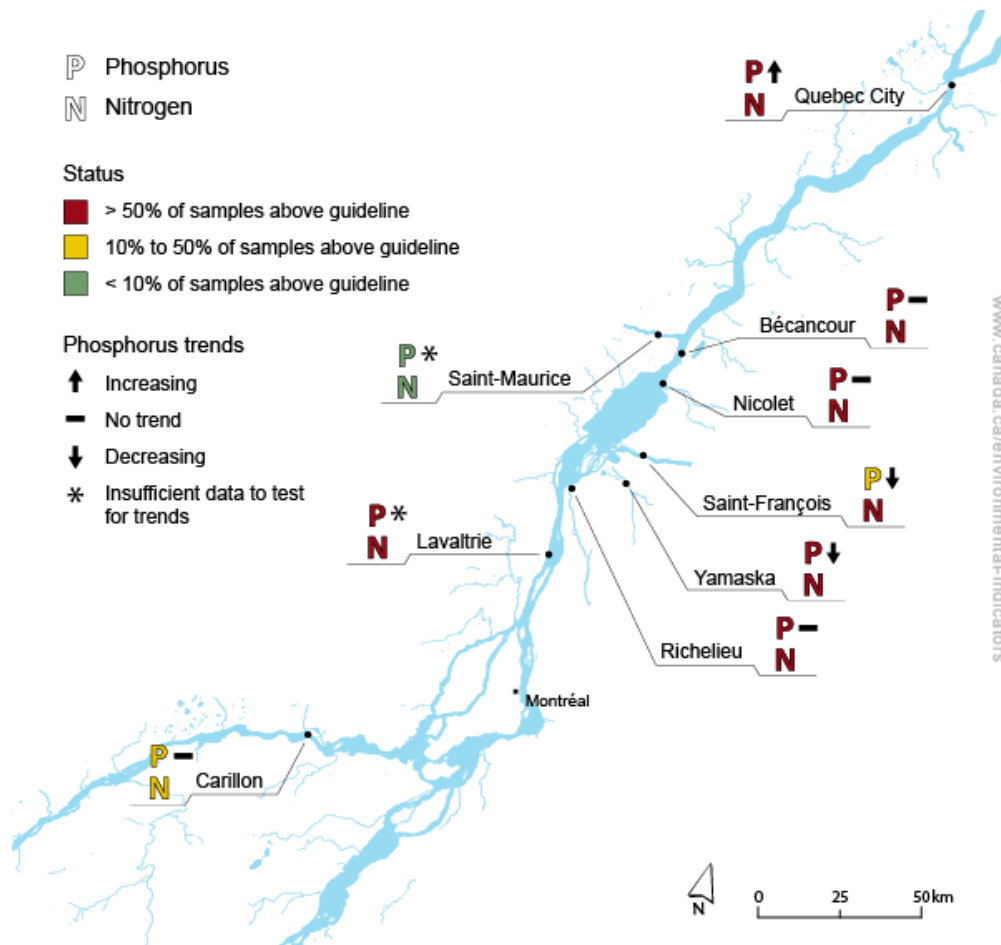 P Phosphorus
N Nitrogen
Status
> 50% of samples above guideline
10% to 50% of samples above guideline
< 10% of samples above guideline
Phosphorus trends
Increasing
No trend
Decreasing
* Insufficient data to test
for trends
P
N Quebec City
P
N Bécancour
P *
N Saint-Maurice
P
N Nicolet
P
N Saint-François
P *
N Lavaltrie
P
N Yamaska
P
N Richelieu
Montréal
P
N Carillon
N
0 25 50 km
www.canada.ca/environmental-indicators